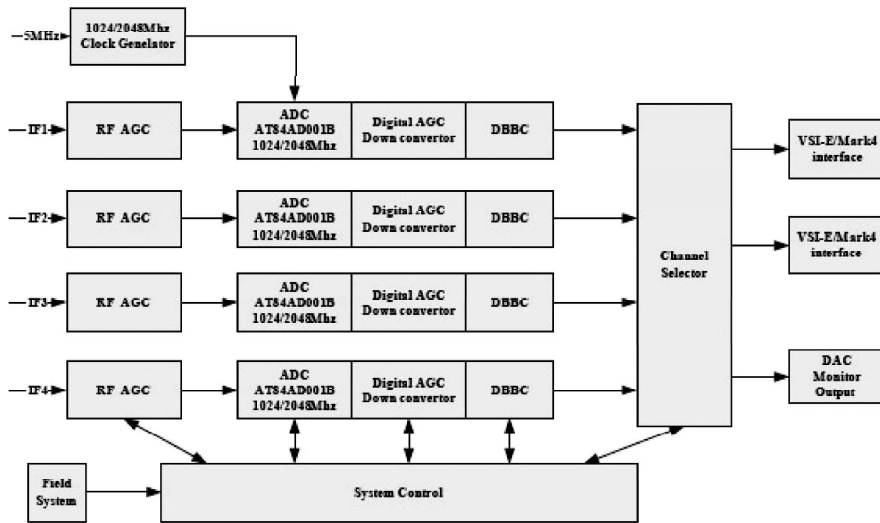 5MHz
1024/2048Mhz
Clock Genelator
IF1
RF AGC
ADC
AT84AD001B
1024/2048Mhz
Digital AGC
Down convertor
DBBC
IF2
RF AGC
ADC
AT84AD001B
1024/2048Mhz
Digital AGC
Down convertor
DBBC
IF3
RF AGC
ADC
AT84AD001B
1024/2048Mhz
Digital AGC
Down convertor
DBBC
IF4
RF AGC
ADC
AT84AD001B
1024/2048Mhz
Digital AGC
Down convertor
DBBC
Channel
Selector
VSI-E/Mark4
interface
VSI-E/Mark4
interface
DAC
Monitor
Output
Field
System
System Control